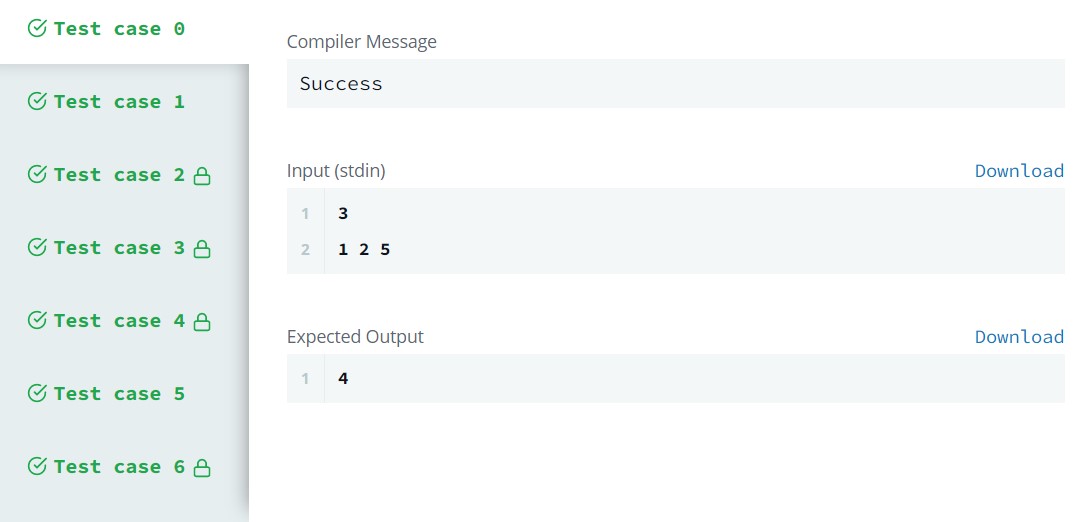 Test case 0
Test case 1
Test case 2
Test case 3
Test case 4
Test case 5
Test case 6
Compiler Message
Success
Input (stdin)
Download
1 3
2 1 2 5
Expected Output
Download
1 4